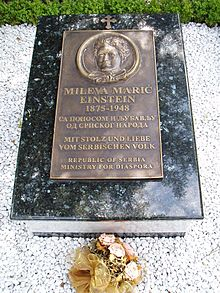 MILEVA MARIĆ
EINSTEIN
1875-1948
СА ПОНОСОМ И ЉУБАВЉУ
ОД СРПСКОГ НАРОДА
MIT STOLZ UND LIEBE
VOM SERBISCHEN VOLK
REPUBLIC OF SERBIA
MINISTRY FOR DIASPORA